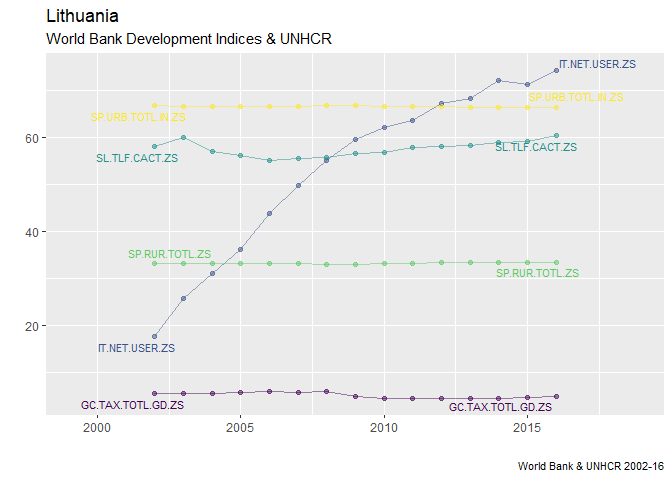 Lithuania
World Bank Development Indices & UNHCR
IT.NET.USER.ZS
SP.URB.TOTL.IN.ZS
SP.URB.TOTL.IN.ZS
60
SL.TLF.CACT.ZS
SL.TLF.CACT.ZS
40
SP.RUR.TOTL.ZS
SP.RUR.TOTL.ZS
20
IT.NET.USER.ZS
GC.TAX.TOTL.GD.ZS
GC.TAX.TOTL.GD.ZS
2000 2005 2010 2015
World Bank & UNHCR 2002-16